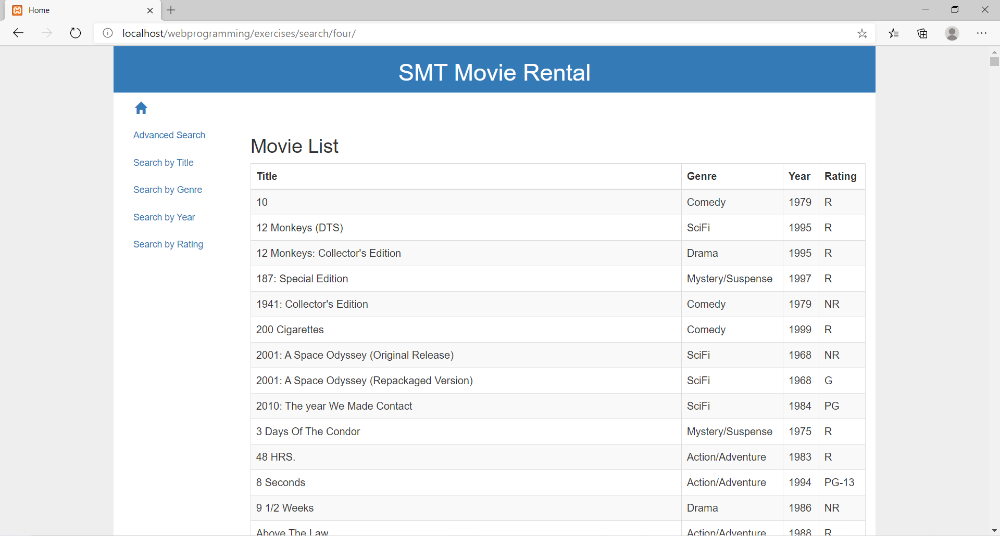 Home
localhost/webprogramming/exercises/search/four/
SMT Movie Rental
Advanced Search
Search by Title
Search by Genre
Search by Year
Search by Rating
Movie List
Title Genre Year Rating
10 Comedy 1979 R
12 Monkeys (DTS) SciFi 1995 R
12 Monkeys: Collector's Edition Drama 1995 R
187: Special Edition Mystery/Suspense 1997 R
1941: Collector's Edition Comedy 1979 NR
200 Cigarettes Comedy 1999 R
2001: A Space Odyssey (Original Release) SciFi 1968 NR
2001: A Space Odyssey (Repackaged Version) SciFi 1968 G
2010: The year We Made Contact SciFi 1984 PG
3 Days Of The Condor Mystery/Suspense 1975 R
48 HRS. Action/Adventure 1983 R
8 Seconds Action/Adventure 1994 PG-13
9 1/2 Weeks Drama 1986 NR
Above The Law Action/Adventure 1988 R